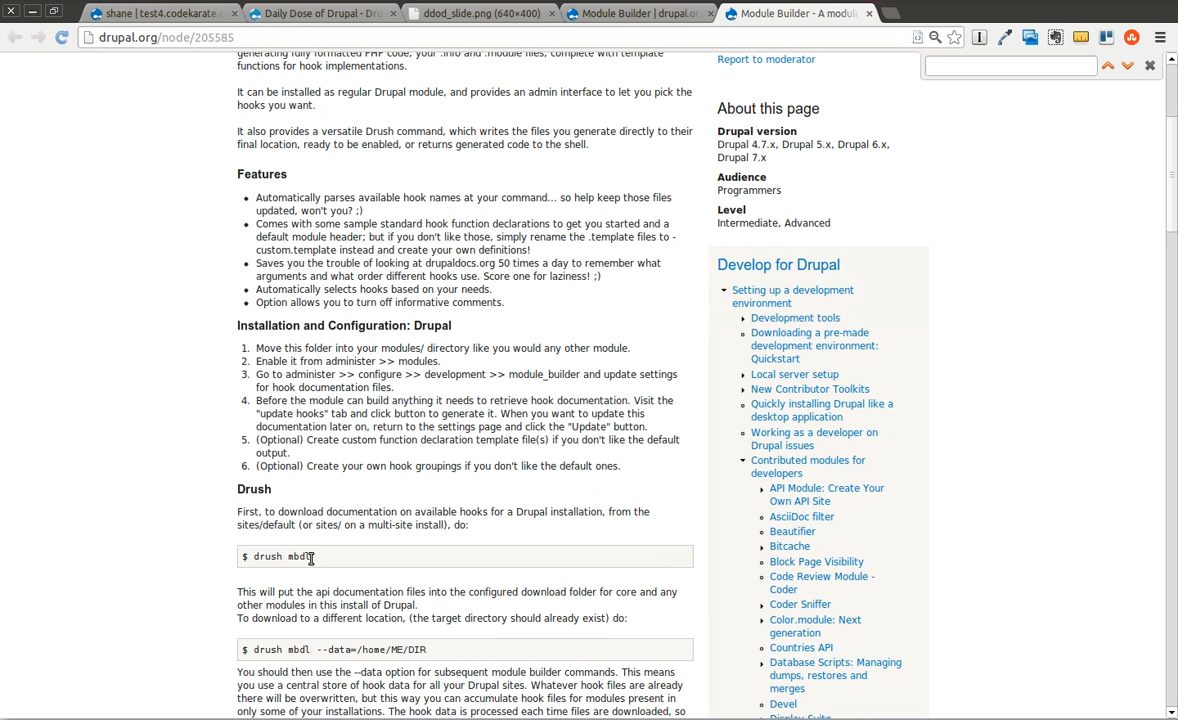 shane | test4.codekarate.c
Daily Dose of Drupal - Dru
ddod_slide.png (640×400)
Module Builder | drupal.or
Module Builder - A modul
drupal.org/node/205585
generating fully formatted PHP code, your .info and .module files, complete with template
functions for hook implementations.
It can be installed as regular Drupal module, and provides an admin interface to let you pick the
hooks you want.
It also provides a versatile Drush command, which writes the files you generate directly to their
final location, ready to be enabled, or returns generated code to the shell.
Features
Automatically parses available hook names at your command... so help keep those files
updated, won't you? ;)
Comes with some sample standard hook function declarations to get you started and a
default module header; but if you don't like those, simply rename the .template files to -
custom.template instead and create your own definitions!
Saves you the trouble of looking at drupaldocs.org 50 times a day to remember what
arguments and what order different hooks use. Score one for laziness! ;)
Automatically selects hooks based on your needs.
Option allows you to turn off informative comments.
Installation and Configuration: Drupal
1. Move this folder into your modules/ directory like you would any other module.
2. Enable it from administer >> modules.
3. Go to administer >> configure >> development >> module_builder and update settings
for hook documentation files.
4. Before the module can build anything it needs to retrieve hook documentation. Visit the
"update hooks" tab and click button to generate it. When you want to update this
documentation later on, return to the settings page and click the "Update" button.
5. (Optional) Create custom function declaration template file(s) if you don't like the default
output.
6. (Optional) Create your own hook groupings if you don't like the default ones.
Drush
First, to download documentation on available hooks for a Drupal installation, from the
sites/default (or sites/ on a multi-site install), do:
$ drush mbdl
This will put the api documentation files into the configured download folder for core and any
other modules in this install of Drupal.
To download to a different location, (the target directory should already exist) do:
$ drush mbdl --data=/home/ME/DIR
You should then use the --data option for subsequent module builder commands. This means
you use a central store of hook data for all your Drupal sites. Whatever hook files are already
there will be overwritten, but this way you can accumulate hook files for modules present in
only some of your installations. The hook data is processed each time files are downloaded, so
Report to moderator
About this page
Drupal version
Drupal 4.7.x, Drupal 5.x, Drupal 6.x,
Drupal 7.x
Audience
Programmers
Level
Intermediate, Advanced
Develop for Drupal
Setting up a development
environment
Development tools
Downloading a pre-made
development environment:
Quickstart
Local server setup
New Contributor Toolkits
Quickly installing Drupal like a
desktop application
Working as a developer on
Drupal issues
Contributed modules for
developers
API Module: Create Your
Own API Site
AsciiDoc filter
Beautifier
Bitcache
Block Page Visibility
Code Review Module -
Coder
Coder Sniffer
Color.module: Next
generation
Countries API
Database Scripts: Managing
dumps, restores and
merges
Devel
Display Suite